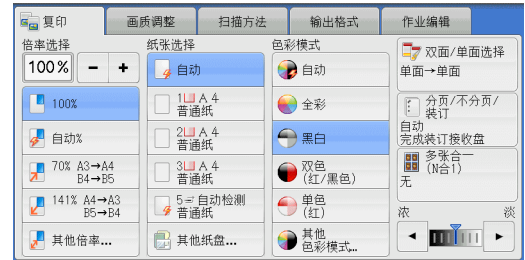 复印
画质调整
扫描方法
输出格式
作业编辑
倍率选择
100%
-
+
100%
自动%
70% A3→A4
B4→B5
141% A4→A3
B5→B4
其他倍率...
纸张选择
自动
1 A 4
普通纸
2 A 4
普通纸
3 A 4
普通纸
5 自动检测
普通纸
其他纸盘...
色彩模式
自动
全彩
黑白
双色
(红/黑色)
单色
(红)
其他
色彩模式...
双面/单面选择
单面→单面
分页/不分页/
装订
自动
完成装订接收盘
多张合一
(N合1)
无
浓
淡